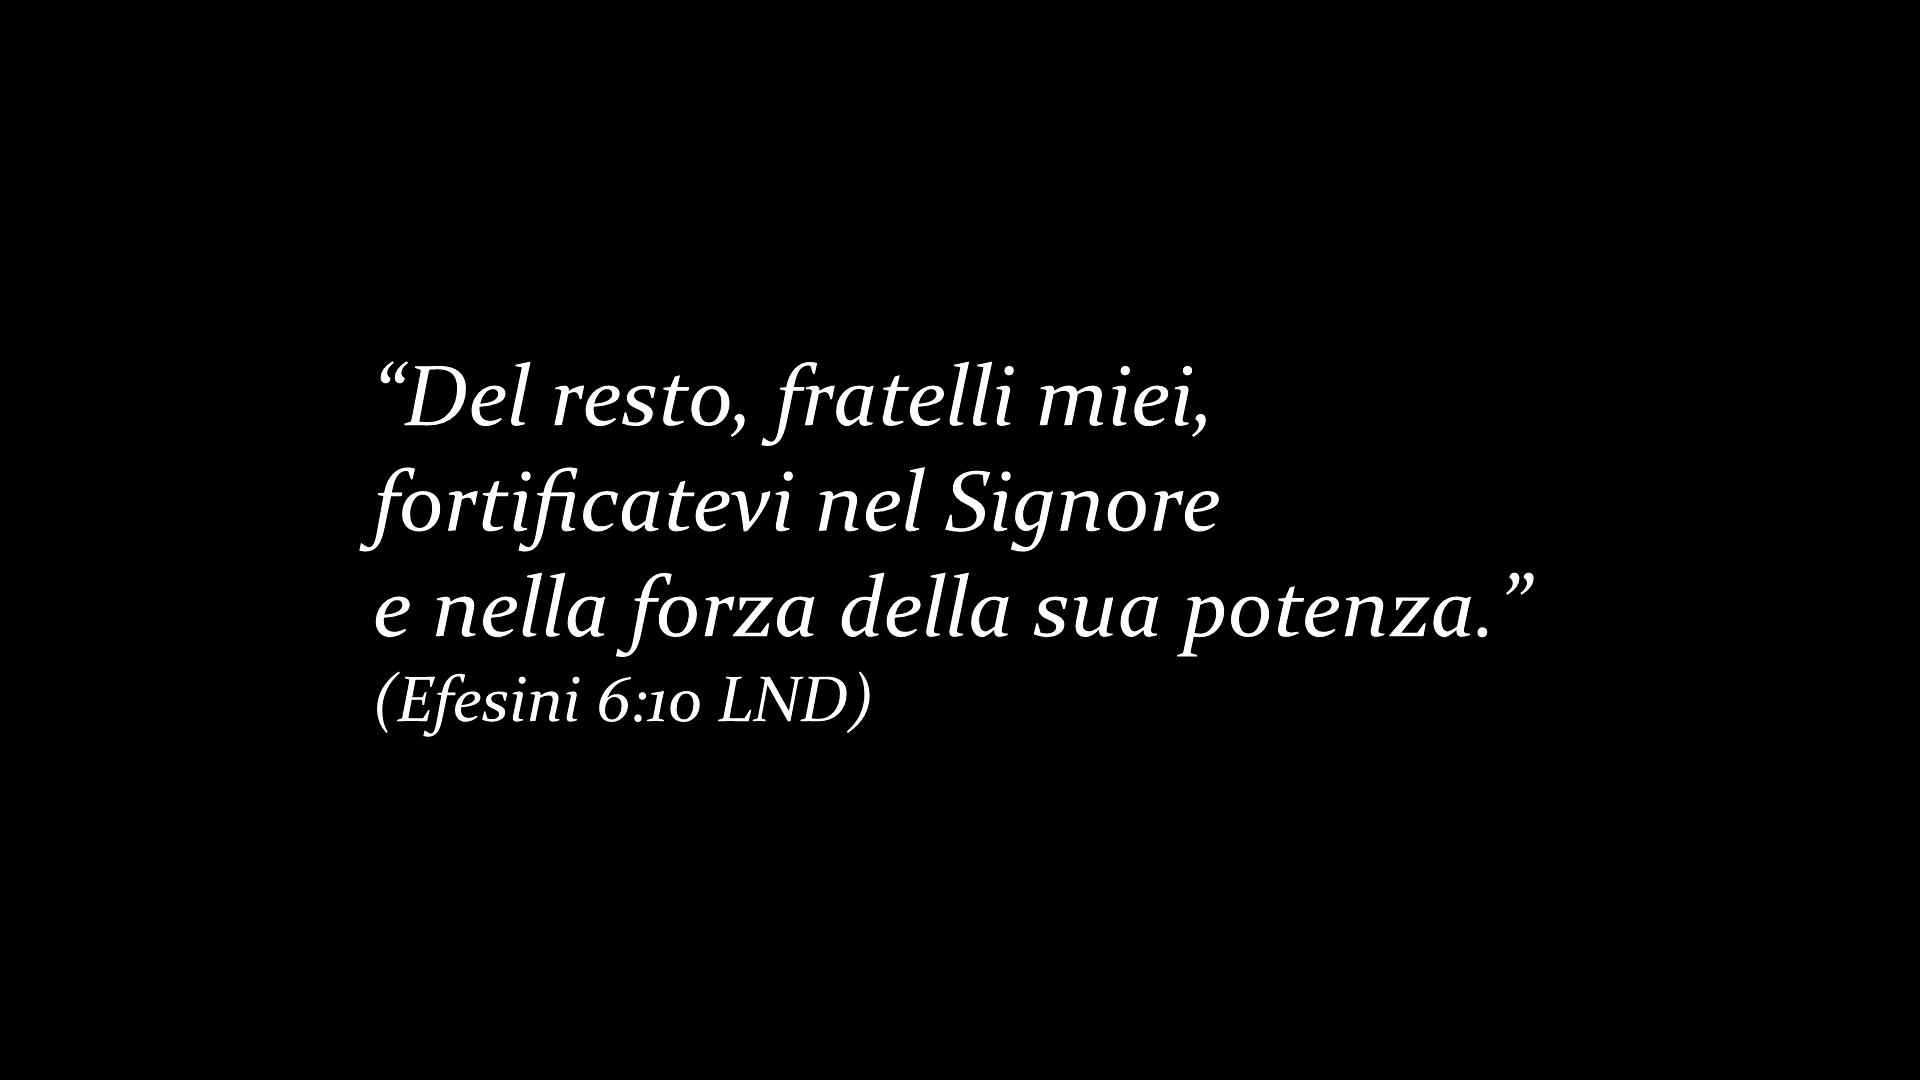 “Del resto, fratelli miei,
fortificatevi nel Signore
e nella forza della sua potenza.”
(Efesini 6:10 LND)